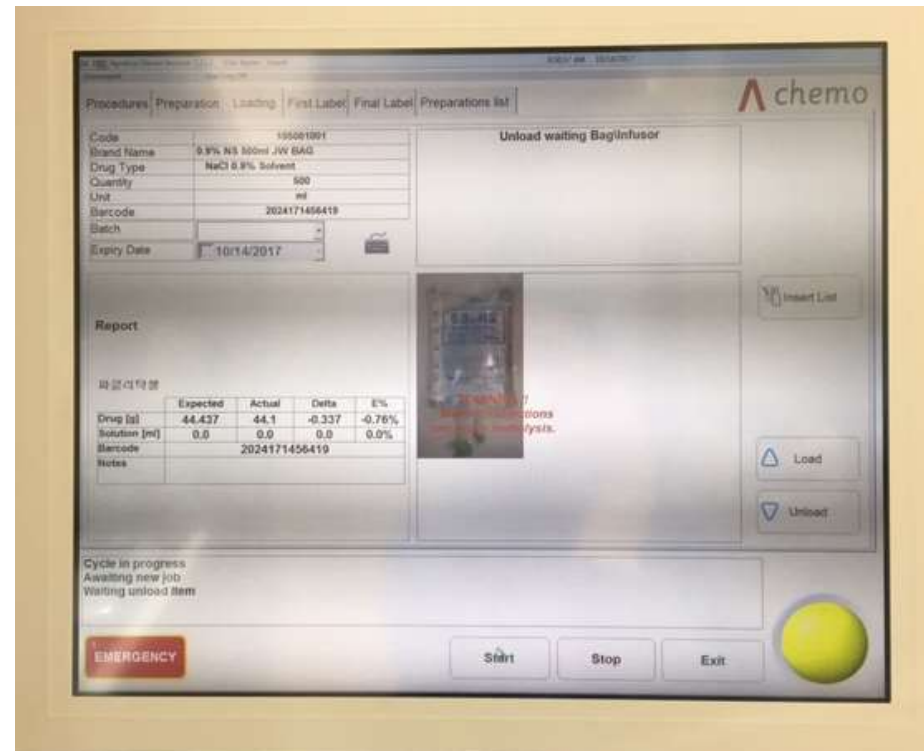 Procedures Preparation Loading First Label Final Label Preparations list
chemo
Code 
Brand Name 0.9% NS 500ml JW BAG
Drug Type NaCl 0.9% Solvent
Quantity 500
Unit ml
Barcode 2024171456419
Batch
Expiry Date 10/14/2017
Unload waiting Bag\Infusor
Insert List
Report
Expected Actual Delta E%
Drug [g] 44.437 44.1 -0.337 -0.76%
Solution [ml] 0.0 0.0 0.0 0.0%
Barcode 2024171456419
Notes
Load
Unload
Cycle in progress
Awaiting new job
Waiting unload item
EMERGENCY
Start
Stop
Exit